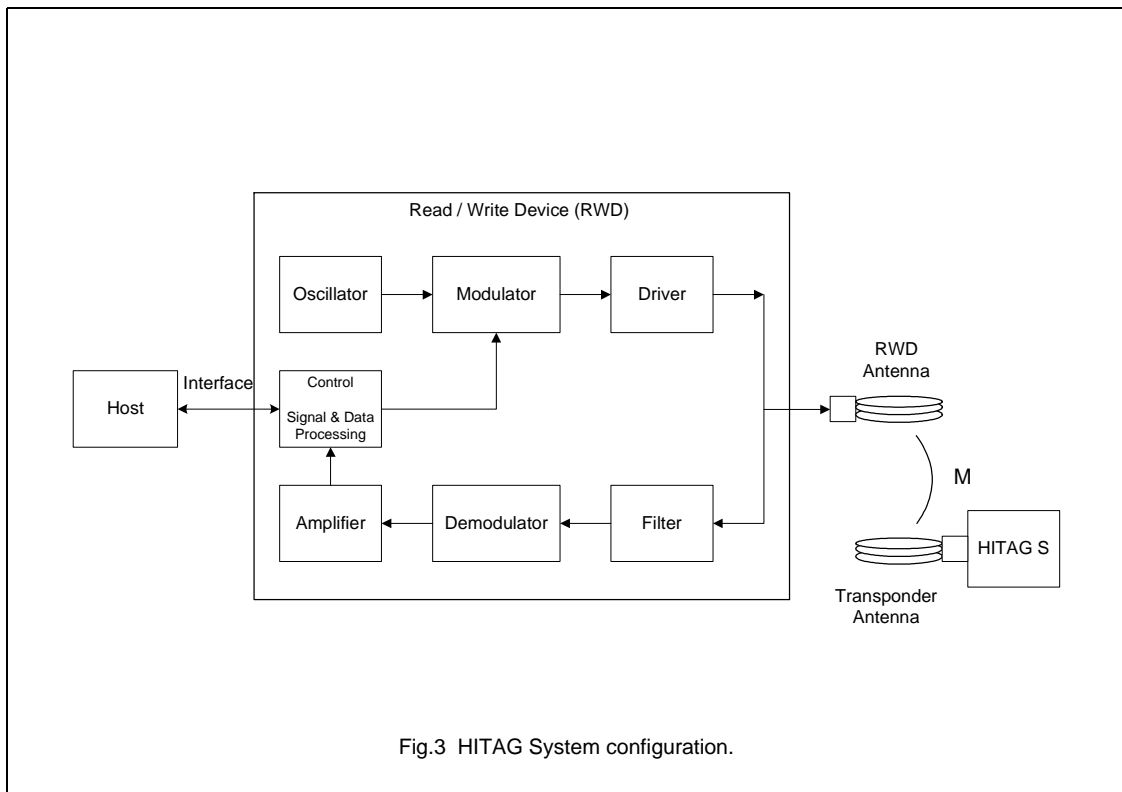 Read / Write Device (RWD)
Oscillator
Modulator
Driver
RWD
Antenna
Interface
Host
Control
Signal & Data
Processing
M
Amplifier
Demodulator
Filter
HITAG S
Transponder
Antenna
Fig.3 HITAG System configuration.